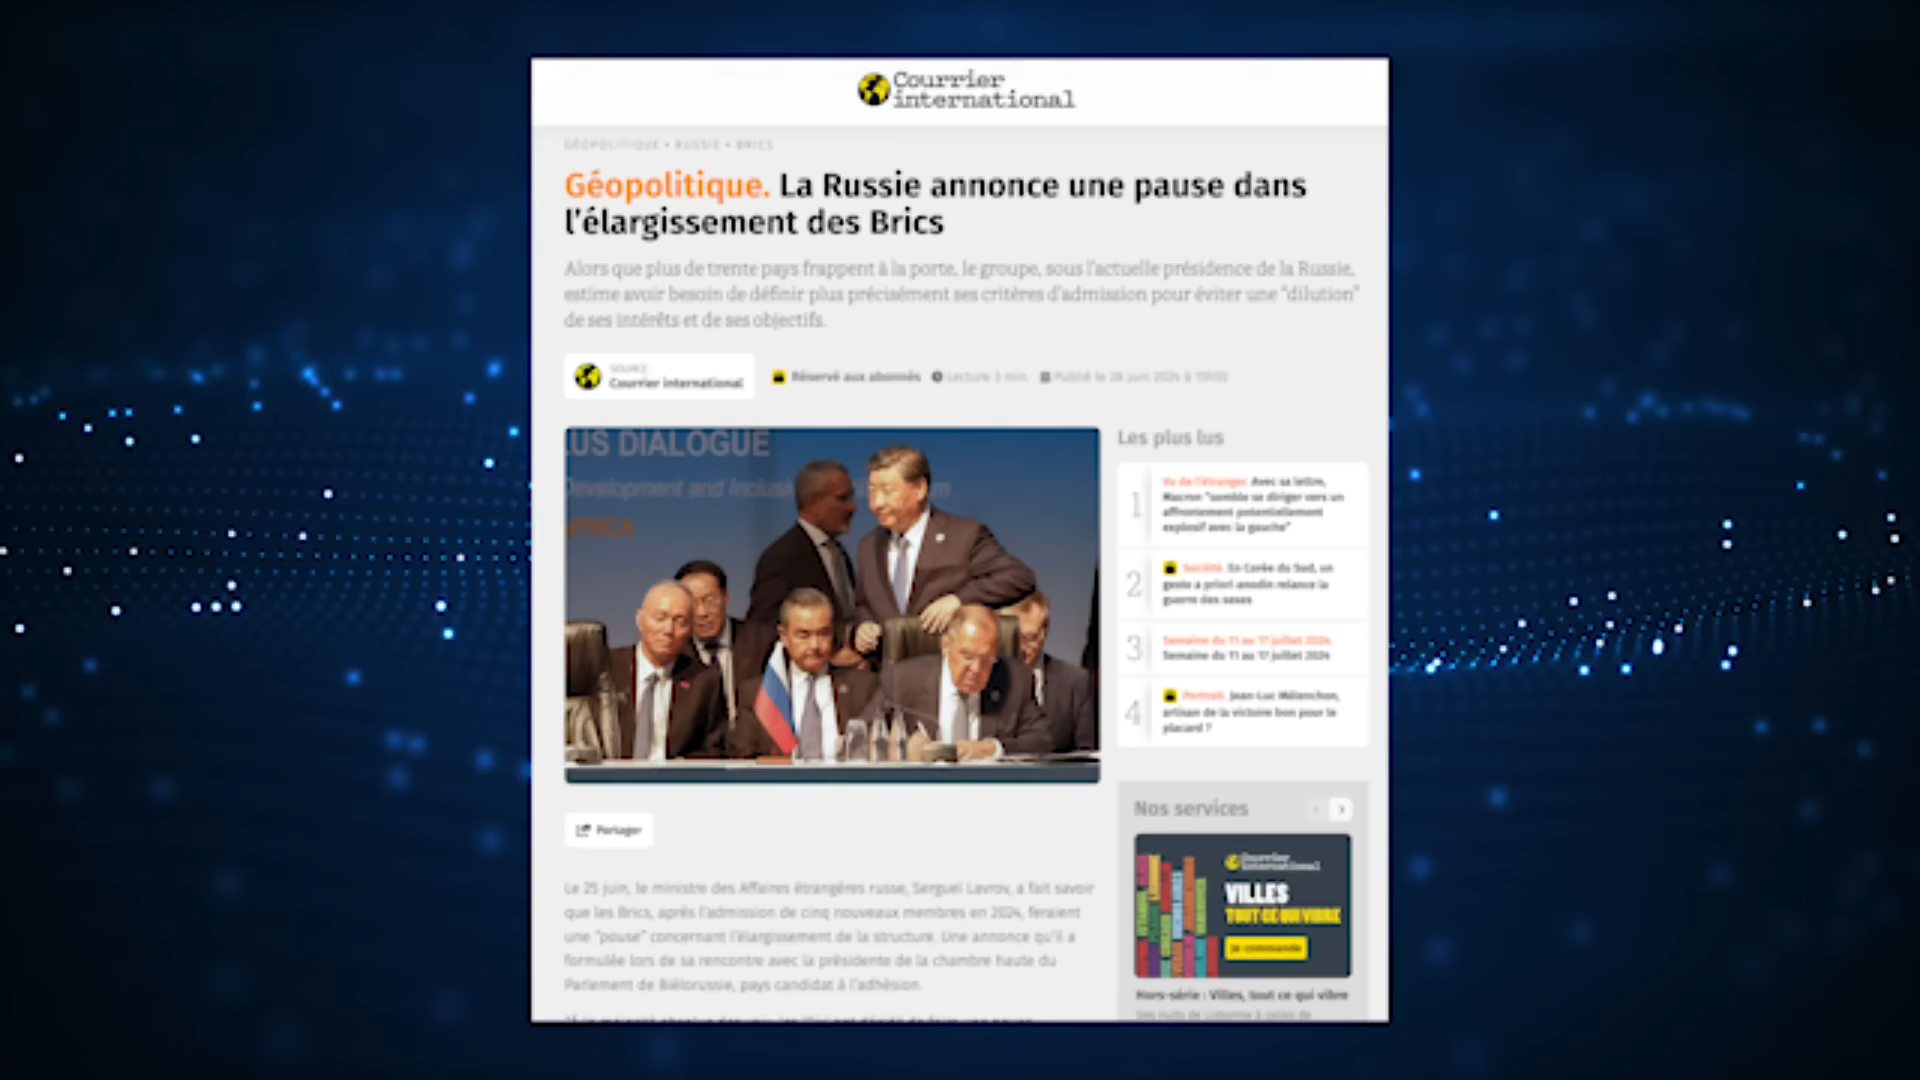 Courrier
international
GÉOPOLITIQUE • RUSSIE • BRICS
Géopolitique. La Russie annonce une pause dans
l'élargissement des Brics
Alors que plus de trente pays frappent à la porte, le groupe, sous l'actuelle présidence de la Russie,
estime avoir besoin de définir plus précisément ses critères d'admission pour éviter une "dilution"
de ses intérêts et de ses objectifs.
SOURCE
Courrier international
Réservé aux abonnés
Lecture 3 min.
Publié le 28 juin 2024 à
LUS DIALOGUE
Development and Inclus
AFRICA
Les plus lus
1
Vu de l'étranger. Avec sa lettre,
Macron "semble se diriger vers un
affrontement potentiellement
explosif avec la gauche"
2
Société. En Corée du Sud, un
geste a priori anodin relance la
guerre des sexes
3
Semaine du 11 au 17 juillet 2024.
Semaine du 11 au 17 juillet 2024
4
Portrait. Jean-Luc Mélenchon,
artisan de la victoire bon pour le
placard ?
Partager
Nos services
Courrier
international
VILLES
TOUT CE QUI VIBRE
Je commande
Hors-série : Villes, tout ce qui vibre
Des nuits de Lisbonne à celles de
Le 25 juin, le ministre des Affaires étrangères russe, Sergueï Lavrov, a fait savoir
que les Brics, après l'admission de cinq nouveaux membres en 2024, feraient
une "pause" concernant l'élargissement de la structure. Une annonce qu'il a
formulée lors de sa rencontre avec la présidente de la chambre haute du
Parlement de Biélorussie, pays candidat à l'adhésion.